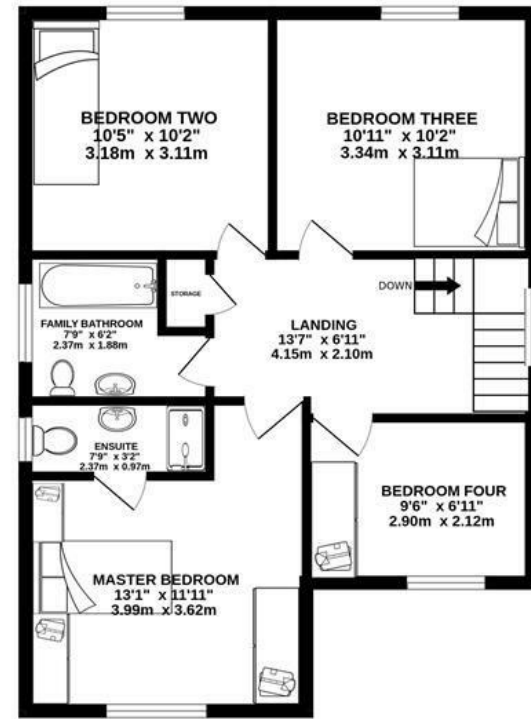 BEDROOM TWO
10'5" x 10'2"
3.18m x 3.11m
BEDROOM THREE
10'11" x 10'2"
3.34m x 3.11m
STORAGE
DOWN
FAMILY BATHROOM
7'9" x 6'2"
2.37m x 1.88m
LANDING
13'7" x 6'11"
4.15m x 2.10m
ENSUITE
7'9" x 3'2"
2.37m x 0.97m
BEDROOM FOUR
9'6" x 6'11"
2.90m x 2.12m
MASTER BEDROOM
13'1" x 11'11"
3.99m x 3.62m